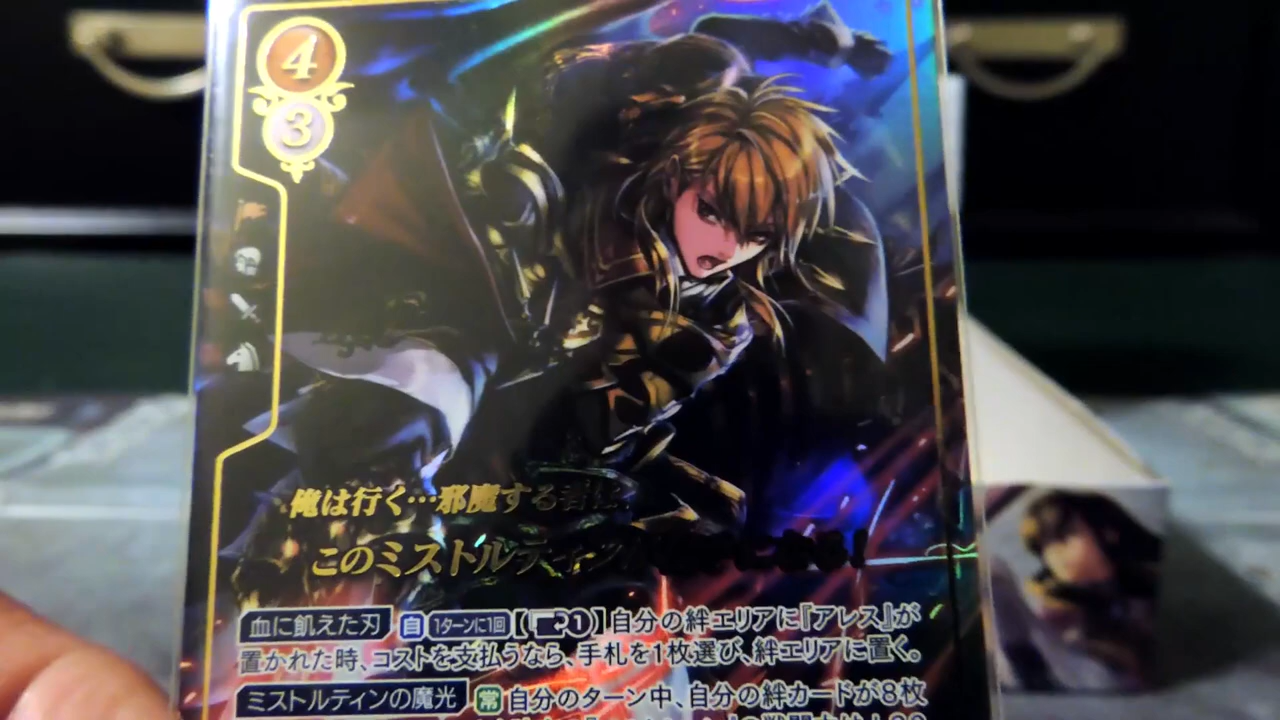 4
3
俺は行く…邪魔する者は
このミストルティン
血に飢えた刃 自 1ターンに1回【1】自分の絆エリアに『アレス』が
置かれた時、コストを支払うなら、手札を1枚選び、絆エリアに置く。
ミストルティンの魔光 常 自分のターン中、自分の絆カードが8枚